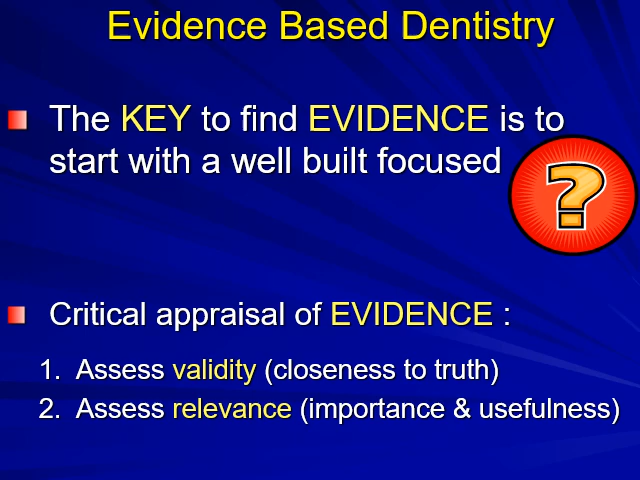 Evidence Based Dentistry
The KEY to find EVIDENCE is to
start with a well built focused
?
Critical appraisal of EVIDENCE :
1. Assess validity (closeness to truth)
2. Assess relevance (importance & usefulness)